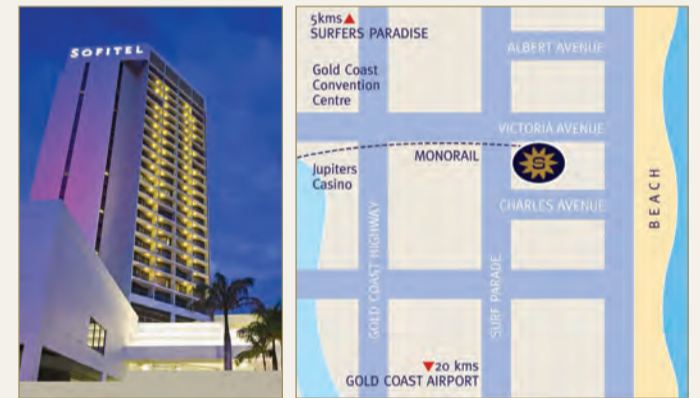 SOFITEL
5kms
SURFERS PARADISE
ALBERT AVENUE
Gold Coast
Convention
Centre
VICTORIA AVENUE
MONORAIL
S
Jupiters
Casino
CHARLES AVENUE
BEACH
GOLD COAST HIGHWAY
SURF PARADE
20 kms
GOLD COAST AIRPORT